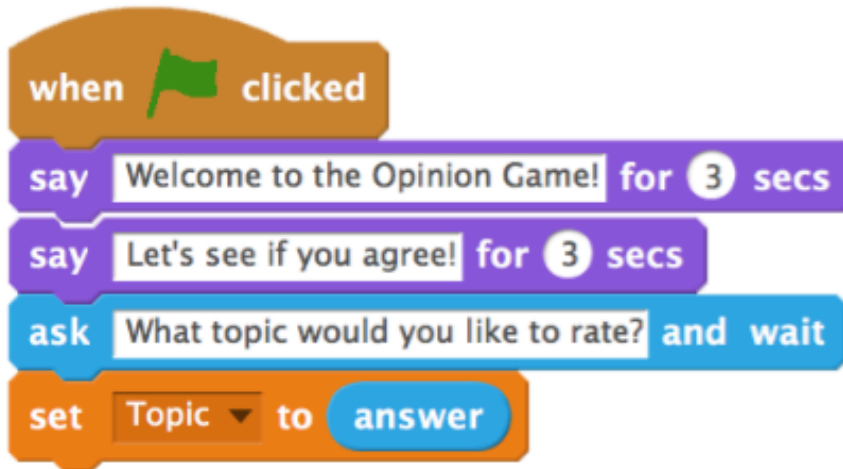 when clicked
say Welcome to the Opinion Game! for 3 secs
say Let's see if you agree! for 3 secs
ask What topic would you like to rate? and wait
set Topic to answer